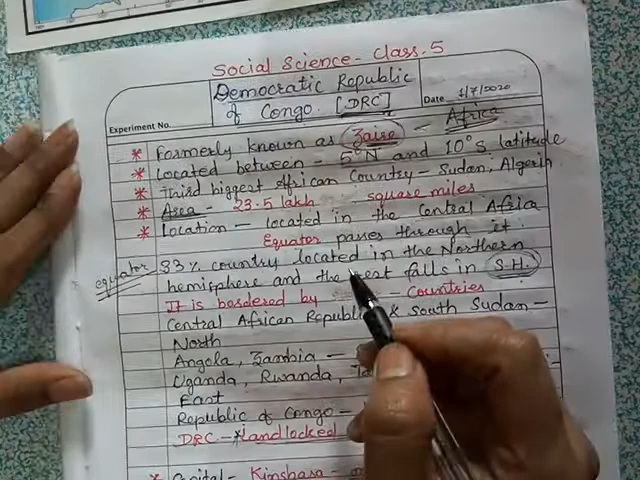 Social Science - Class. 5
Democratic Republic
of Congo. [DRC]
Date 1/7/2020
Experiment No.
* Formerly known as Zaire - Africa
* Located between - 5°N and 10°S latitude
* Third biggest African Country - Sudan, Algeria
* Area - 23.5 lakh square miles
* Location - located in the Central Africa
Equator passes through it.
equator
33% country located in the Northern
hemisphere and the rest falls in S.H.
It is bordered by - Countries
Central African Republic & South Sudan -
North
Angola, Zambia -
Uganda, Rwanda,
East
Republic of Congo -
DRC - * landlocked
* Capital - Kinshasa -